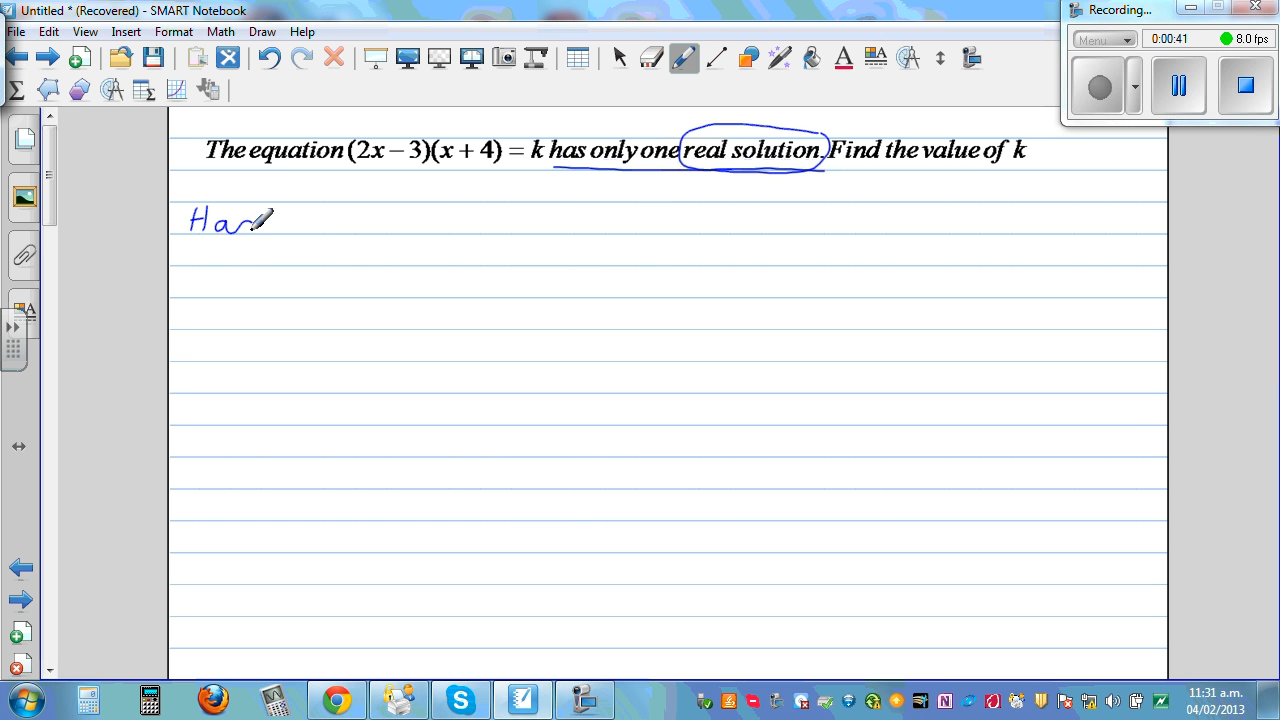 Untitled * (Recovered) - SMART Notebook
Recording...
File Edit View Insert Format Math Draw Help
Menu
0:00:41
8.0 fps
The equation (2x − 3)(x + 4) = k has only one real solution. Find the value of k
Har
11:31 a.m.
04/02/2013